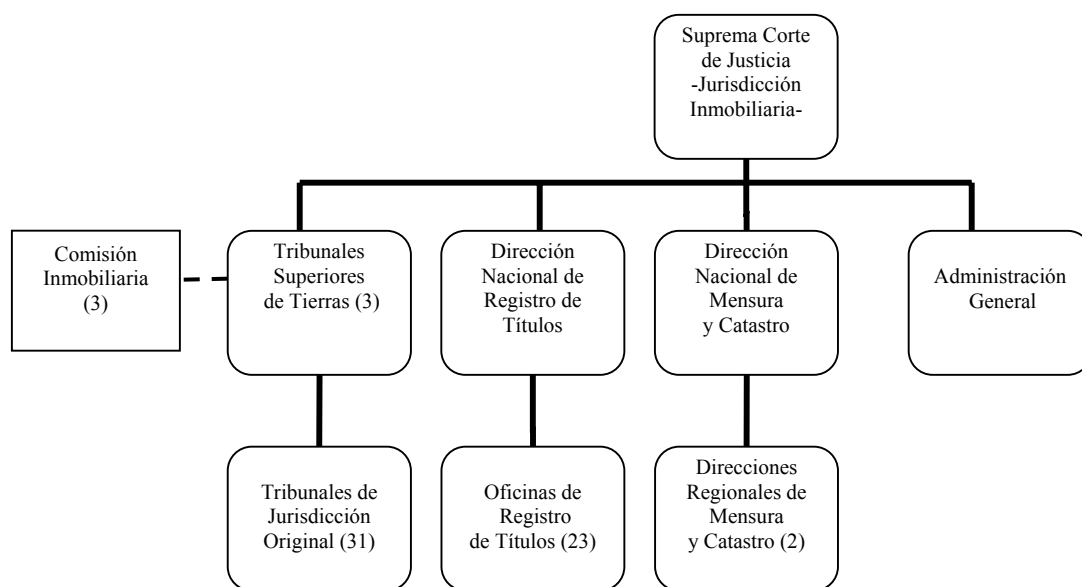 Suprema Corte
de Justicia
-Jurisdicción
Inmobiliaria-
Comisión
Inmobiliaria
(3)
Tribunales
Superiores
de Tierras (3)
Dirección
Nacional de
Registro de
Títulos
Dirección
Nacional de
Mensura
y Catastro
Administración
General
Tribunales de
Jurisdicción
Original (31)
Oficinas de
Registro
de Títulos (23)
Direcciones
Regionales de
Mensura
y Catastro (2)